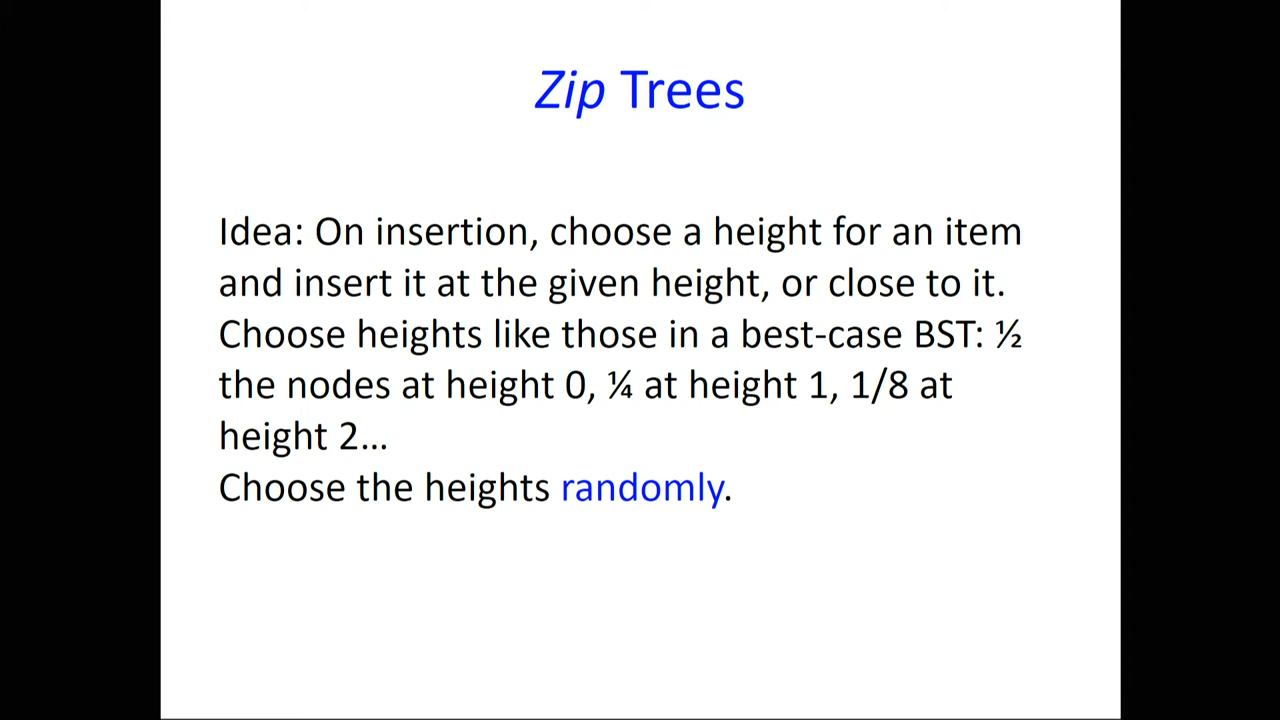 Zip Trees
Idea: On insertion, choose a height for an item
and insert it at the given height, or close to it.
Choose heights like those in a best-case BST: ½
the nodes at height 0, ¼ at height 1, 1/8 at
height 2…
Choose the heights randomly.